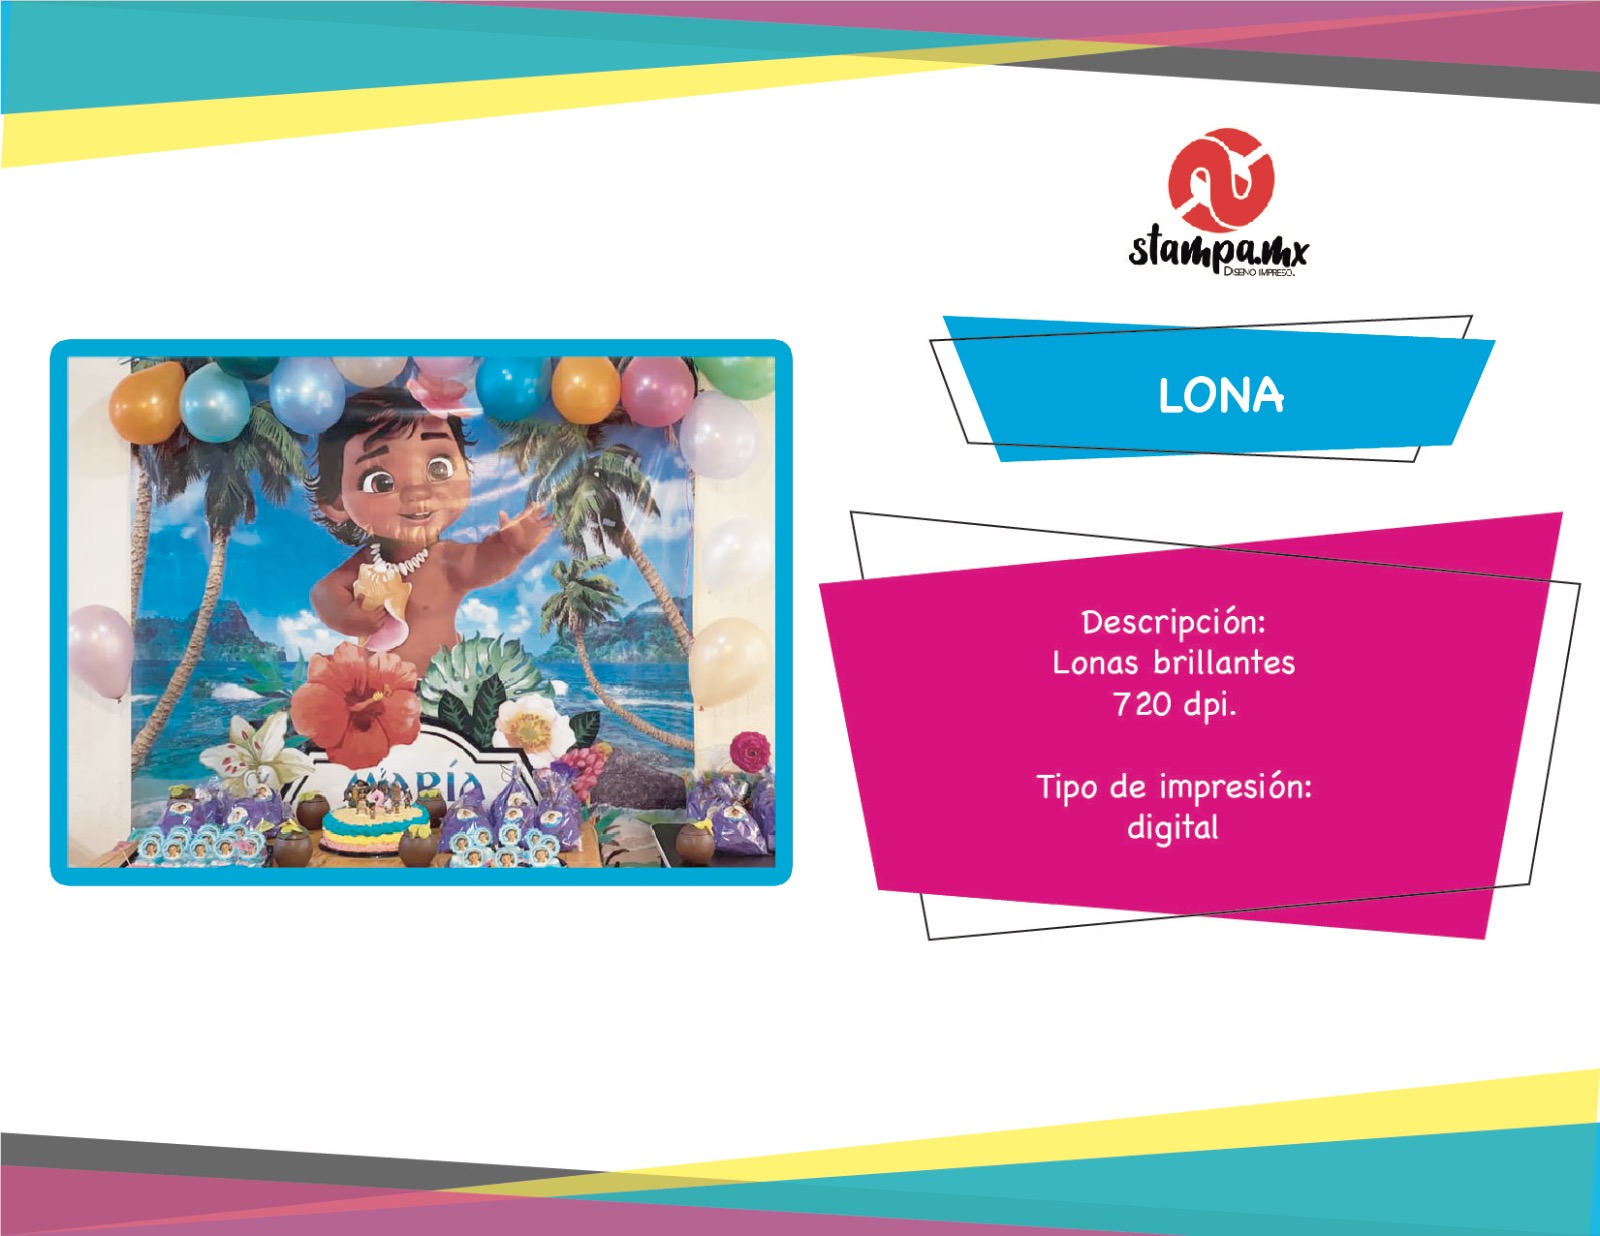 stampa.mx
DISEÑO IMPRESO.
LONA
Descripción:
Lonas brillantes
720 dpi.
Tipo de impresión:
digital
MARÍA